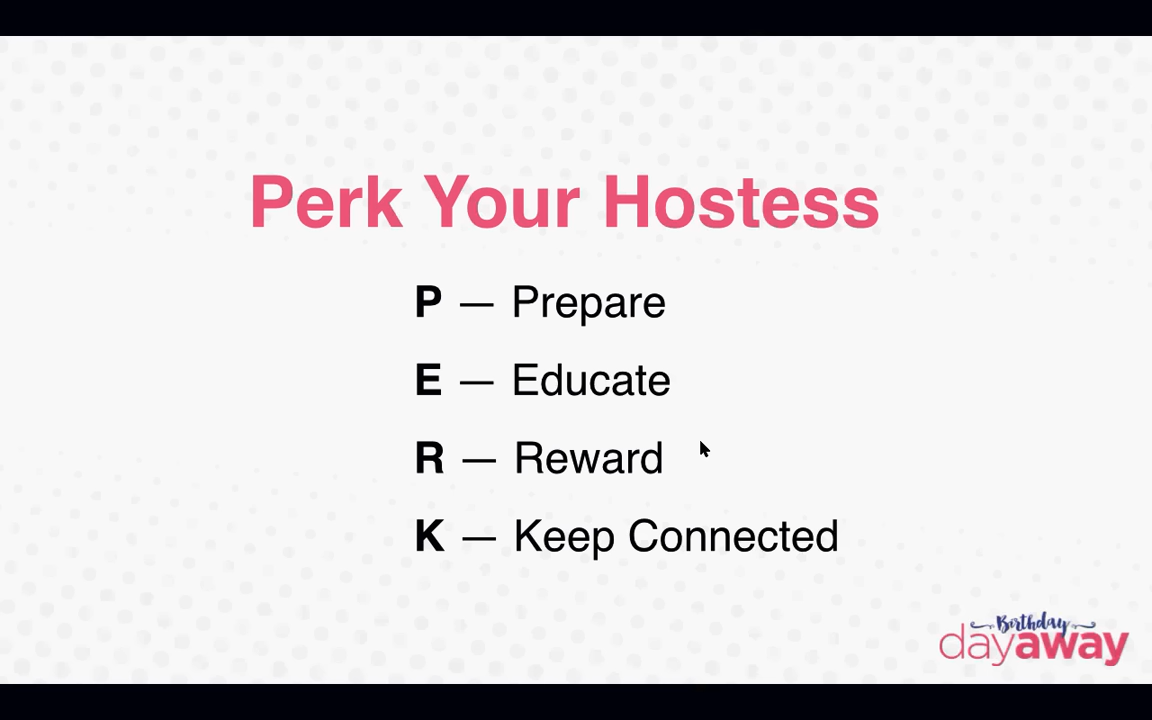 Perk Your Hostess
P — Prepare
E — Educate
R — Reward
K — Keep Connected
Birthday
dayaway